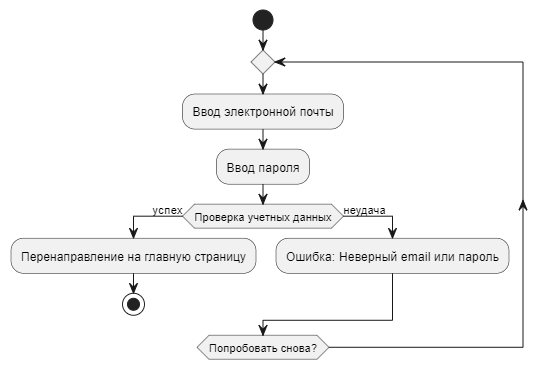 Ввод электронной почты
Ввод пароля
успех
Проверка учетных данных
неудача
Перенаправление на главную страницу
Ошибка: Неверный email или пароль
Попробовать снова?